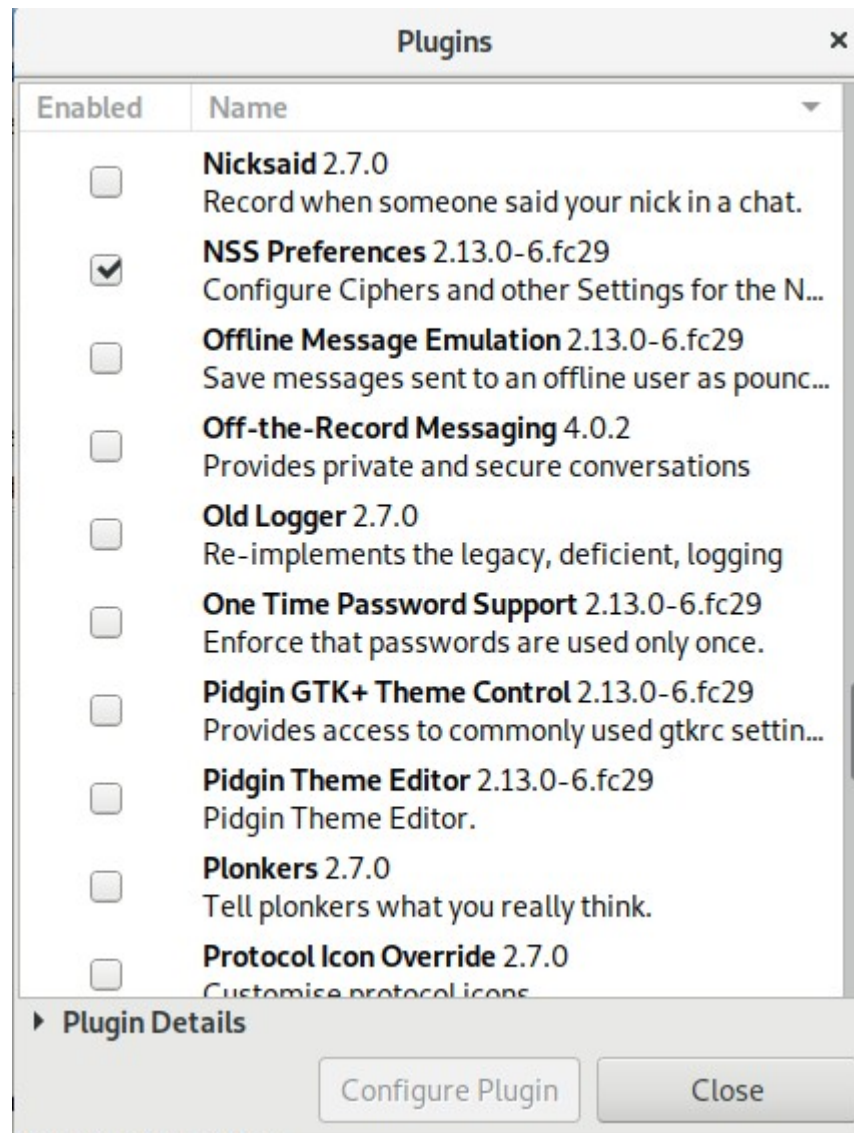 Plugins
Enabled Name
Nicksaid 2.7.0
Record when someone said your nick in a chat.
NSS Preferences 2.13.0-6.fc29
Configure Ciphers and other Settings for the N...
Offline Message Emulation 2.13.0-6.fc29
Save messages sent to an offline user as pounc...
Off-the-Record Messaging 4.0.2
Provides private and secure conversations
Old Logger 2.7.0
Re-implements the legacy, deficient, logging
One Time Password Support 2.13.0-6.fc29
Enforce that passwords are used only once.
Pidgin GTK+ Theme Control 2.13.0-6.fc29
Provides access to commonly used gtkrc settin...
Pidgin Theme Editor 2.13.0-6.fc29
Pidgin Theme Editor.
Plonkers 2.7.0
Tell plonkers what you really think.
Protocol Icon Override 2.7.0
Customise protocol icons
Plugin Details
Configure Plugin Close